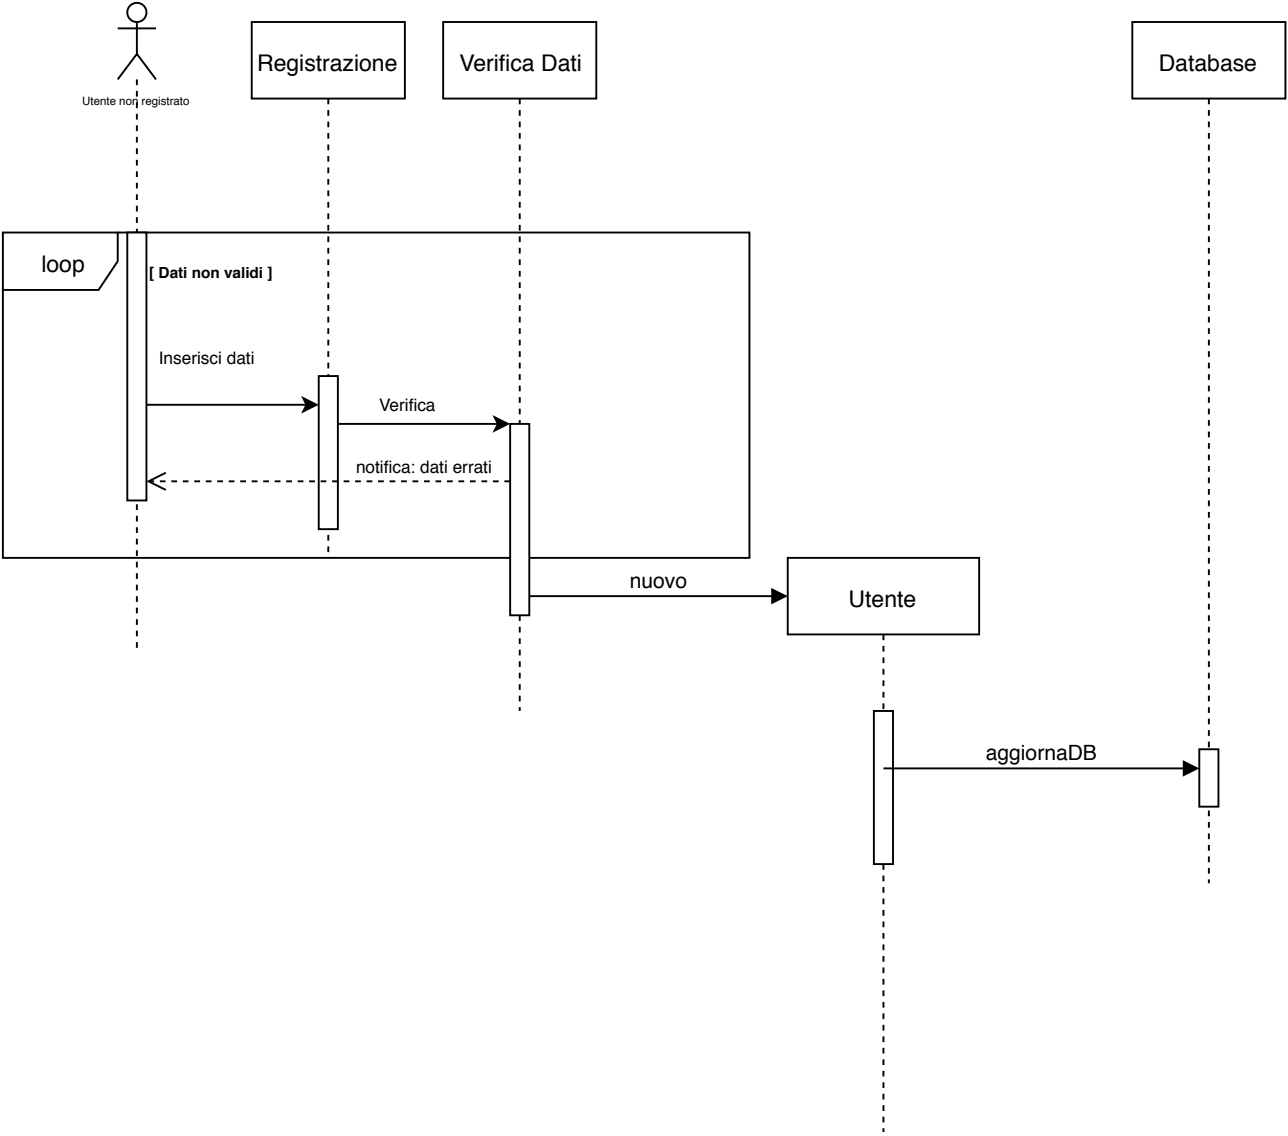 Registrazione
Verifica Dati
Database
Utente non registrato
loop
[ Dati non validi ]
Inserisci dati
Verifica
notifica: dati errati
nuovo
Utente
aggiornaDB